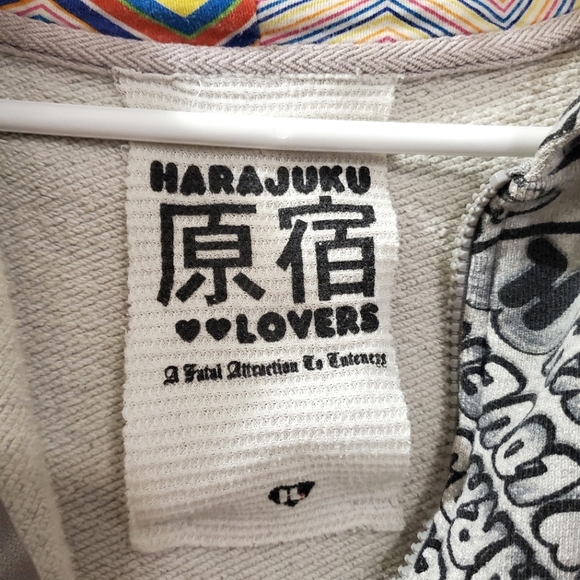 HARAJUKU
原宿
LOVERS
A Fatal Attraction To Cuteness
L